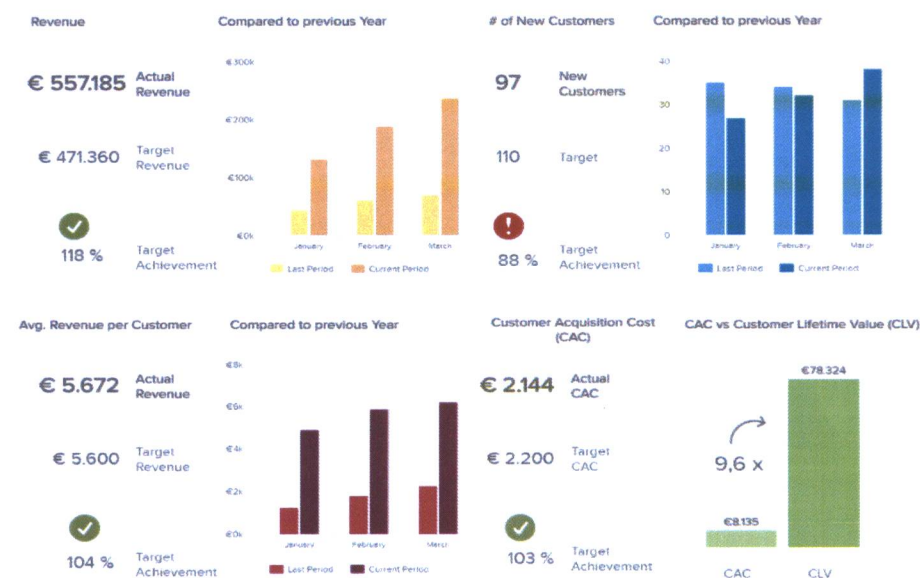 Revenue
Compared to previous Year
# of New Customers
Compared to previous Year
€ 557.185 Actual
Revenue
€ 471.360 Target
Revenue
118 % Target
Achievement
€300k
€200k
€100k
€0k
January February March
Last Period Current Period
97 New
Customers
110 Target
88 % Target
Achievement
40
30
20
10
0
January February March
Last Period Current Period
Avg. Revenue per Customer
Compared to previous Year
Customer Acquisition Cost
(CAC)
CAC vs Customer Lifetime Value (CLV)
€ 5.672 Actual
Revenue
€ 5.600 Target
Revenue
104 % Target
Achievement
€8k
€6k
€4k
€2k
€0k
January February March
Last Period Current Period
€ 2.144 Actual
CAC
€ 2.200 Target
CAC
103 % Target
Achievement
€78.324
9,6 x
€8.135
CAC CLV